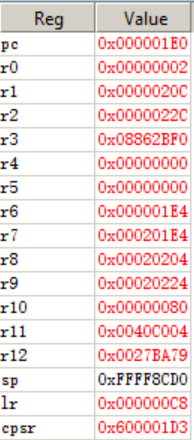 Reg Value
pc 0x000001E0
r0 0x00000002
r1 0x0000020C
r2 0x0000022C
r3 0x08862BF0
r4 0x00000000
r5 0x00000000
r6 0x000001E4
r7 0x000201E4
r8 0x00020204
r9 0x00020224
r10 0x00000080
r11 0x0040C004
r12 0x0027BA79
sp 0xFFFF8CD0
lr 0x000000C8
cpsr 0x600001D3